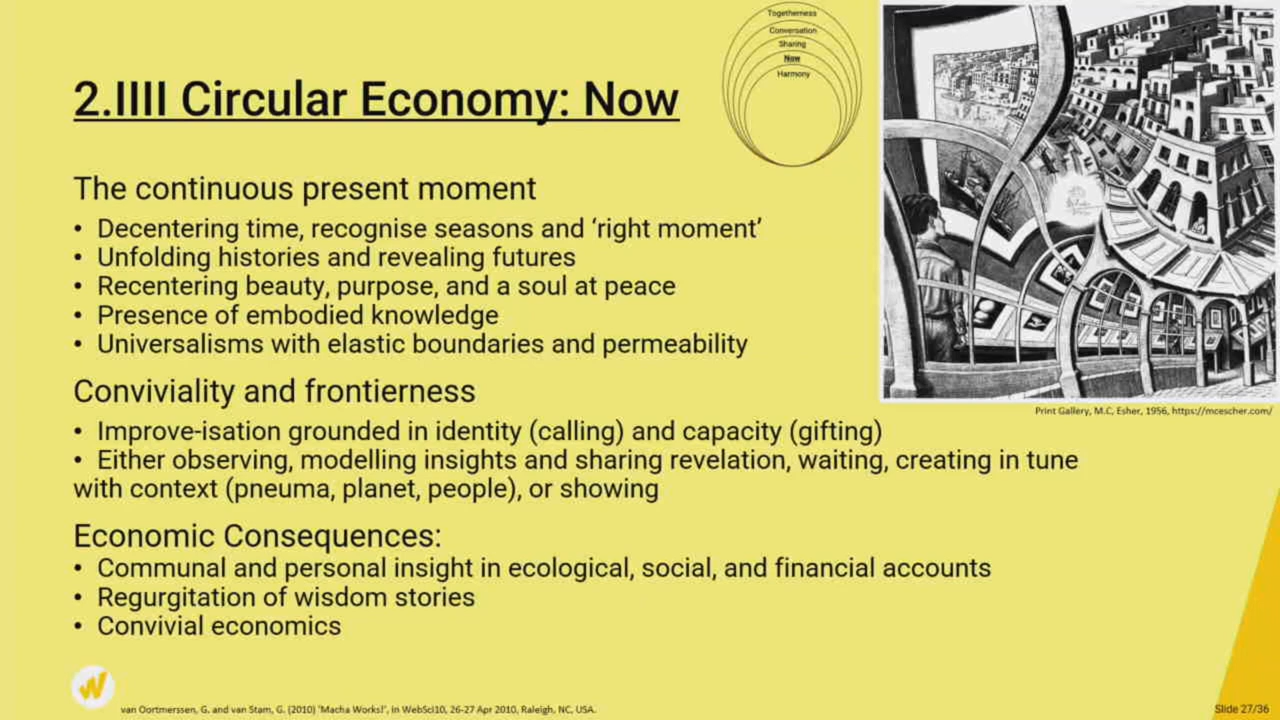 Togetherness
Conversation
Sharing
Now
Harmony
2.IIII Circular Economy: Now
The continuous present moment
• Decentering time, recognise seasons and ‘right moment’
• Unfolding histories and revealing futures
• Recentering beauty, purpose, and a soul at peace
• Presence of embodied knowledge
• Universalisms with elastic boundaries and permeability
Print Gallery, M.C, Esher, 1956, https://mcescher.com/
Conviviality and frontierness
• Improve-isation grounded in identity (calling) and capacity (gifting)
• Either observing, modelling insights and sharing revelation, waiting, creating in tune
with context (pneuma, planet, people), or showing
Economic Consequences:
• Communal and personal insight in ecological, social, and financial accounts
• Regurgitation of wisdom stories
• Convivial economics
van Oortmerssen, G. and van Stam, G. (2010) ‘Macha Works!’, in WebSci10, 26-27 Apr 2010, Raleigh, NC, USA.
Slide 27/36